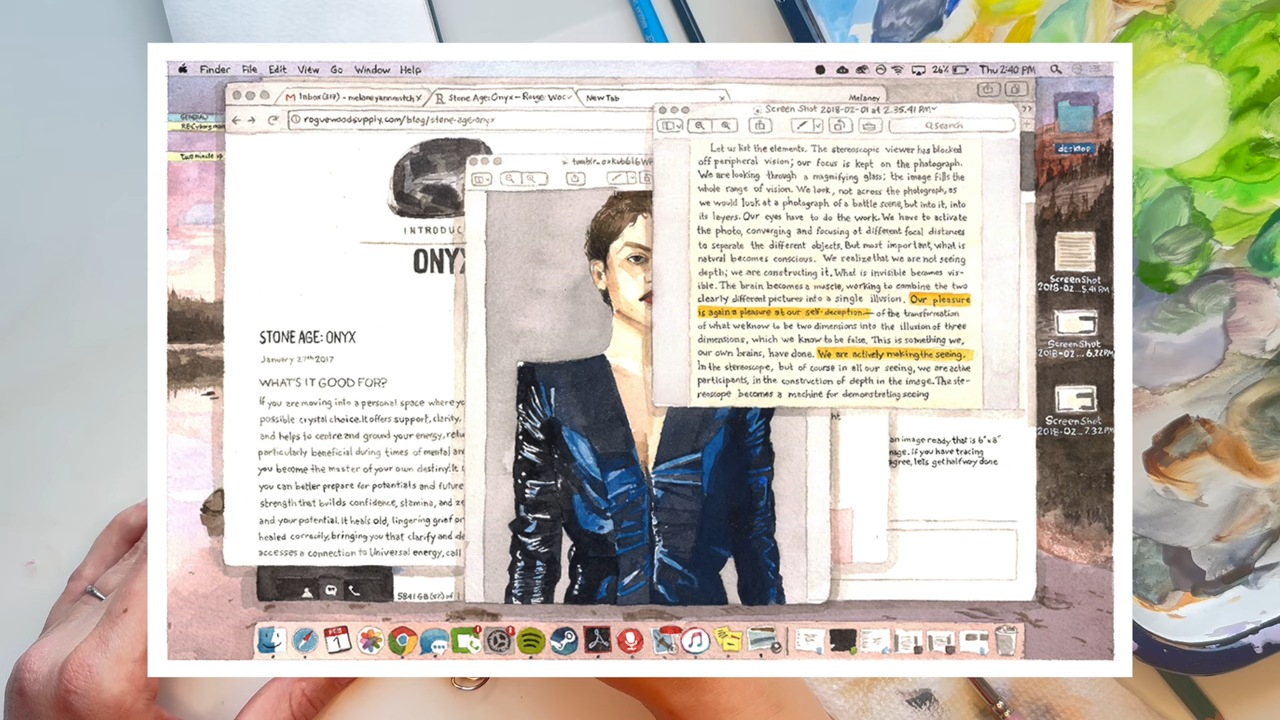 Finder File Edit View Go Window Help
26% Thu 2:40 PM
Stone Age: Onyx - Rouge Woc
New Tab
Melaney
roguewoodsupply.com/blog/stone-age-onyx
INTRODUC
ONYX
STONE AGE: ONYX
January 27th 2017
WHAT'S IT GOOD FOR?
If you are moving into a personal space where yo
possible crystal choice. It offers support, clarity,
and helps to centre and ground your energy, retu
particularly beneficial during times of mental an
you become the master of your own destiny. It s
you can better prepare for potentials and future
strength that builds confidence, stamina, and ze
and your potential. It heals old, lingering grief or
healed correctly, bringing you that clarity and de
accesses a connection to Universal energy, call
Screen Shot 2018-02-01 at 2.35.41 PM
Search
Let us list the elements. The stereoscopic viewer has blocked
off peripheral vision; our focus is kept on the photograph.
We are looking through a magnifying glass; the image fills the
whole range of vision. We look, not across the photograph, as
we would look at a photograph of a battle scene, but into it, into
its layers. Our eyes have to do the work. We have to activate
the photo, converging and focusing at different focal distances
to separate the different objects. But most important, what is
natural becomes conscious. We realize that we are not seeing
depth; we are constructing it. What is invisible becomes vis-
ible. The brain becomes a muscle, working to combine the two
clearly different pictures into a single illusion. Our pleasure
is again a pleasure at our self-deception — of the transformation
of what we know to be two dimensions into the illusion of three
dimensions, which we know to be false. This is something we,
our own brains, have done. We are actively making the seeing.
In the stereoscope, but of course in all our seeing, we are active
participants, in the construction of depth in the image. The ste-
reoscope becomes a machine for demonstrating seeing
desktop
Screen Shot
2018-02...5.41 PM
Screen Shot
2018-02...6.22 PM
Screen Shot
2018-02...7.32 PM
an image ready that is 6"x8"
nage. If you have tracing
agree, lets get halfway done
FEB
1